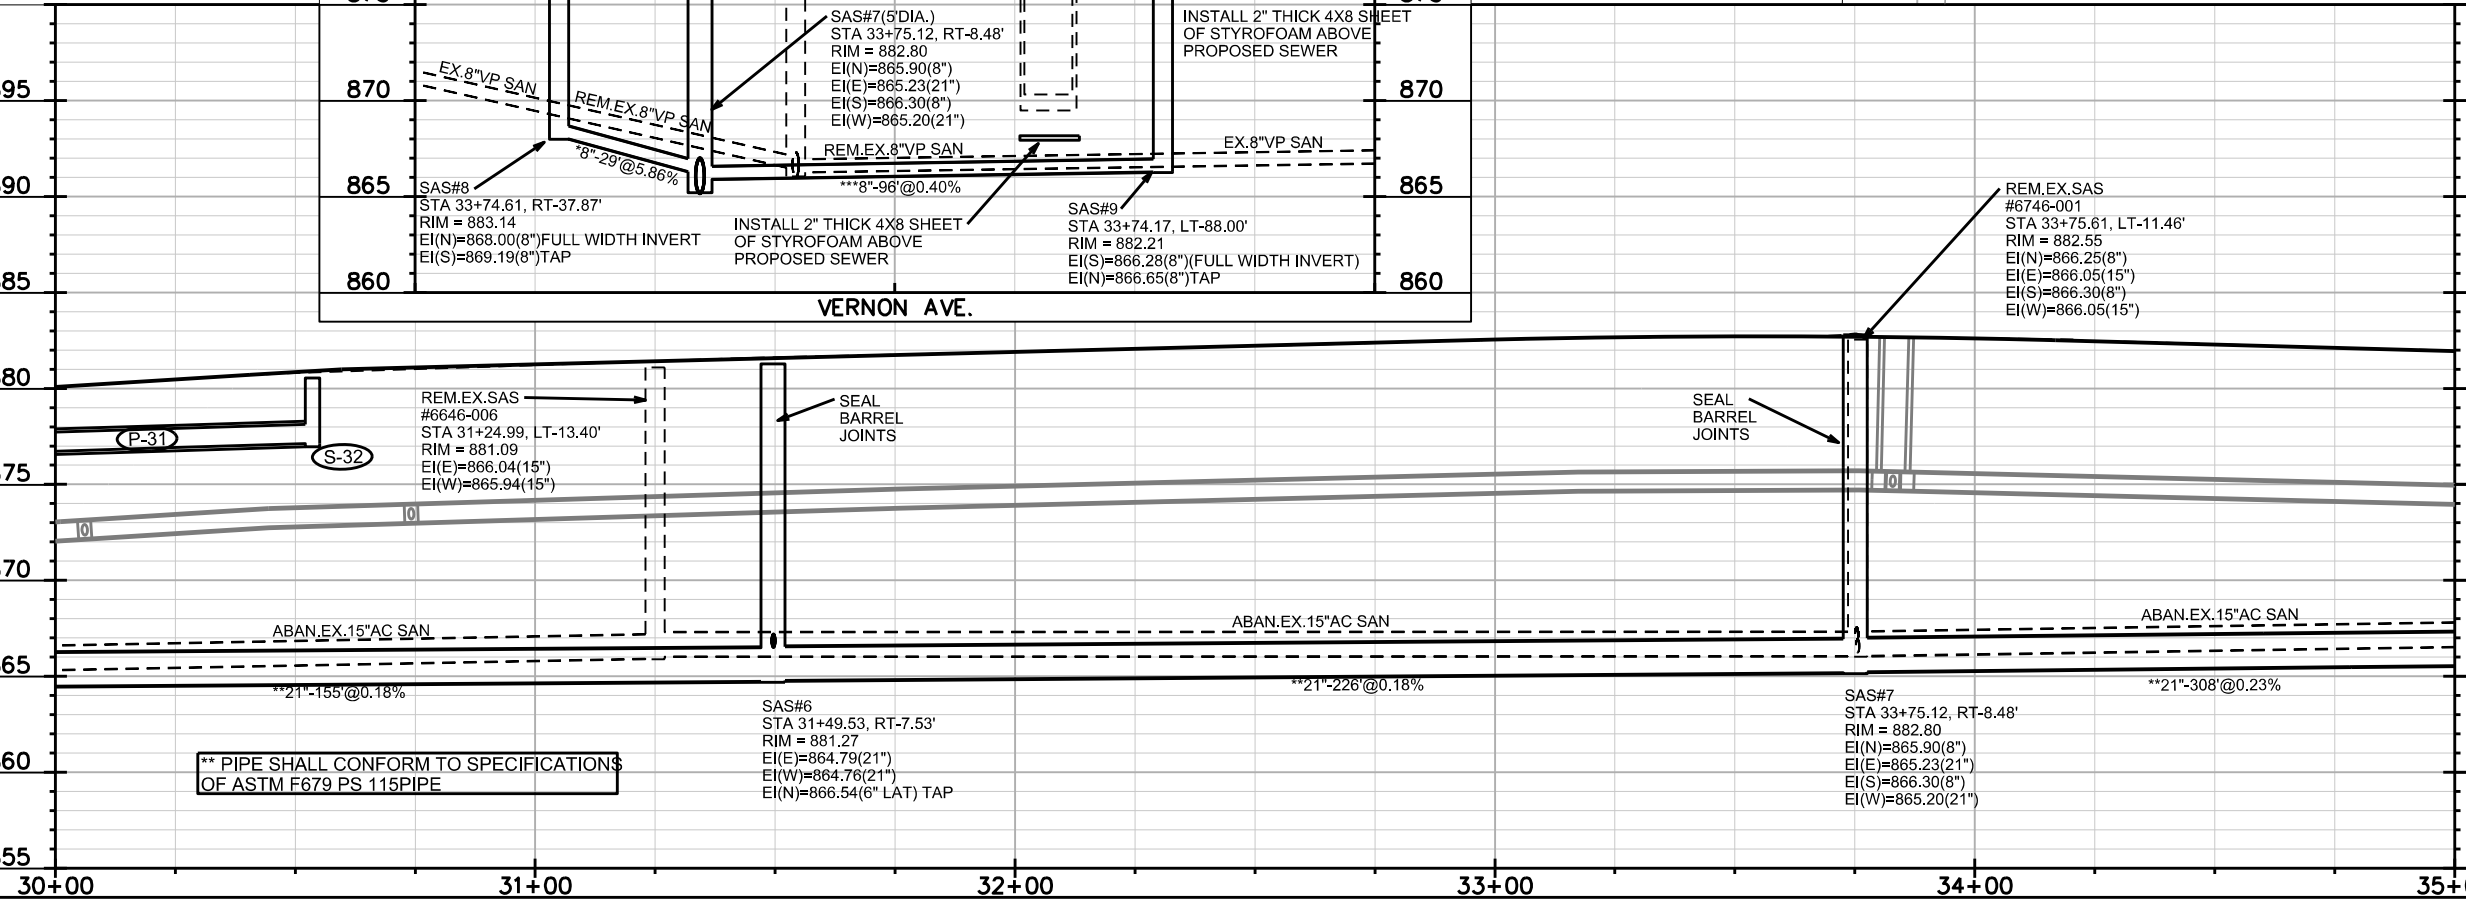 SAS#7(5'DIA.)
STA 33+75.12, RT-8.48'
RIM = 882.80
EI(N)=865.90(8")
EI(E)=865.23(21")
EI(S)=866.30(8")
EI(W)=865.20(21")
INSTALL 2" THICK 4X8 SHEET
OF STYROFOAM ABOVE
PROPOSED SEWER
870
865
860
870
865
860
EX.8"VP SAN
REM.EX.8"VP SAN
*8"-29'@5.86%
REM.EX.8"VP SAN
***8"-96'@0.40%
EX.8"VP SAN
SAS#8
STA 33+74.61, RT-37.87'
RIM = 883.14
EI(N)=868.00(8")FULL WIDTH INVERT
EI(S)=869.19(8")TAP
INSTALL 2" THICK 4X8 SHEET
OF STYROFOAM ABOVE
PROPOSED SEWER
SAS#9
STA 33+74.17, LT-88.00'
RIM = 882.21
EI(S)=866.28(8")(FULL WIDTH INVERT)
EI(N)=866.65(8")TAP
VERNON AVE.
REM.EX.SAS
#6746-001
STA 33+75.61, LT-11.46'
RIM = 882.55
EI(N)=866.25(8")
EI(E)=866.05(15")
EI(S)=866.30(8")
EI(W)=866.05(15")
95
90
85
80
75
70
65
60
55
P-31
S-32
REM.EX.SAS
#6646-006
STA 31+24.99, LT-13.40'
RIM = 881.09
EI(E)=866.04(15")
EI(W)=865.94(15")
SEAL
BARREL
JOINTS
SEAL
BARREL
JOINTS
ABAN.EX.15"AC SAN
ABAN.EX.15"AC SAN
ABAN.EX.15"AC SAN
**21"-155'@0.18%
**21"-226'@0.18%
**21"-308'@0.23%
SAS#6
STA 31+49.53, RT-7.53'
RIM = 881.27
EI(E)=864.79(21")
EI(W)=864.76(21")
EI(N)=866.54(6" LAT) TAP
SAS#7
STA 33+75.12, RT-8.48'
RIM = 882.80
EI(N)=865.90(8")
EI(E)=865.23(21")
EI(S)=866.30(8")
EI(W)=865.20(21")
** PIPE SHALL CONFORM TO SPECIFICATIONS
OF ASTM F679 PS 115PIPE
30+00 31+00 32+00 33+00 34+00